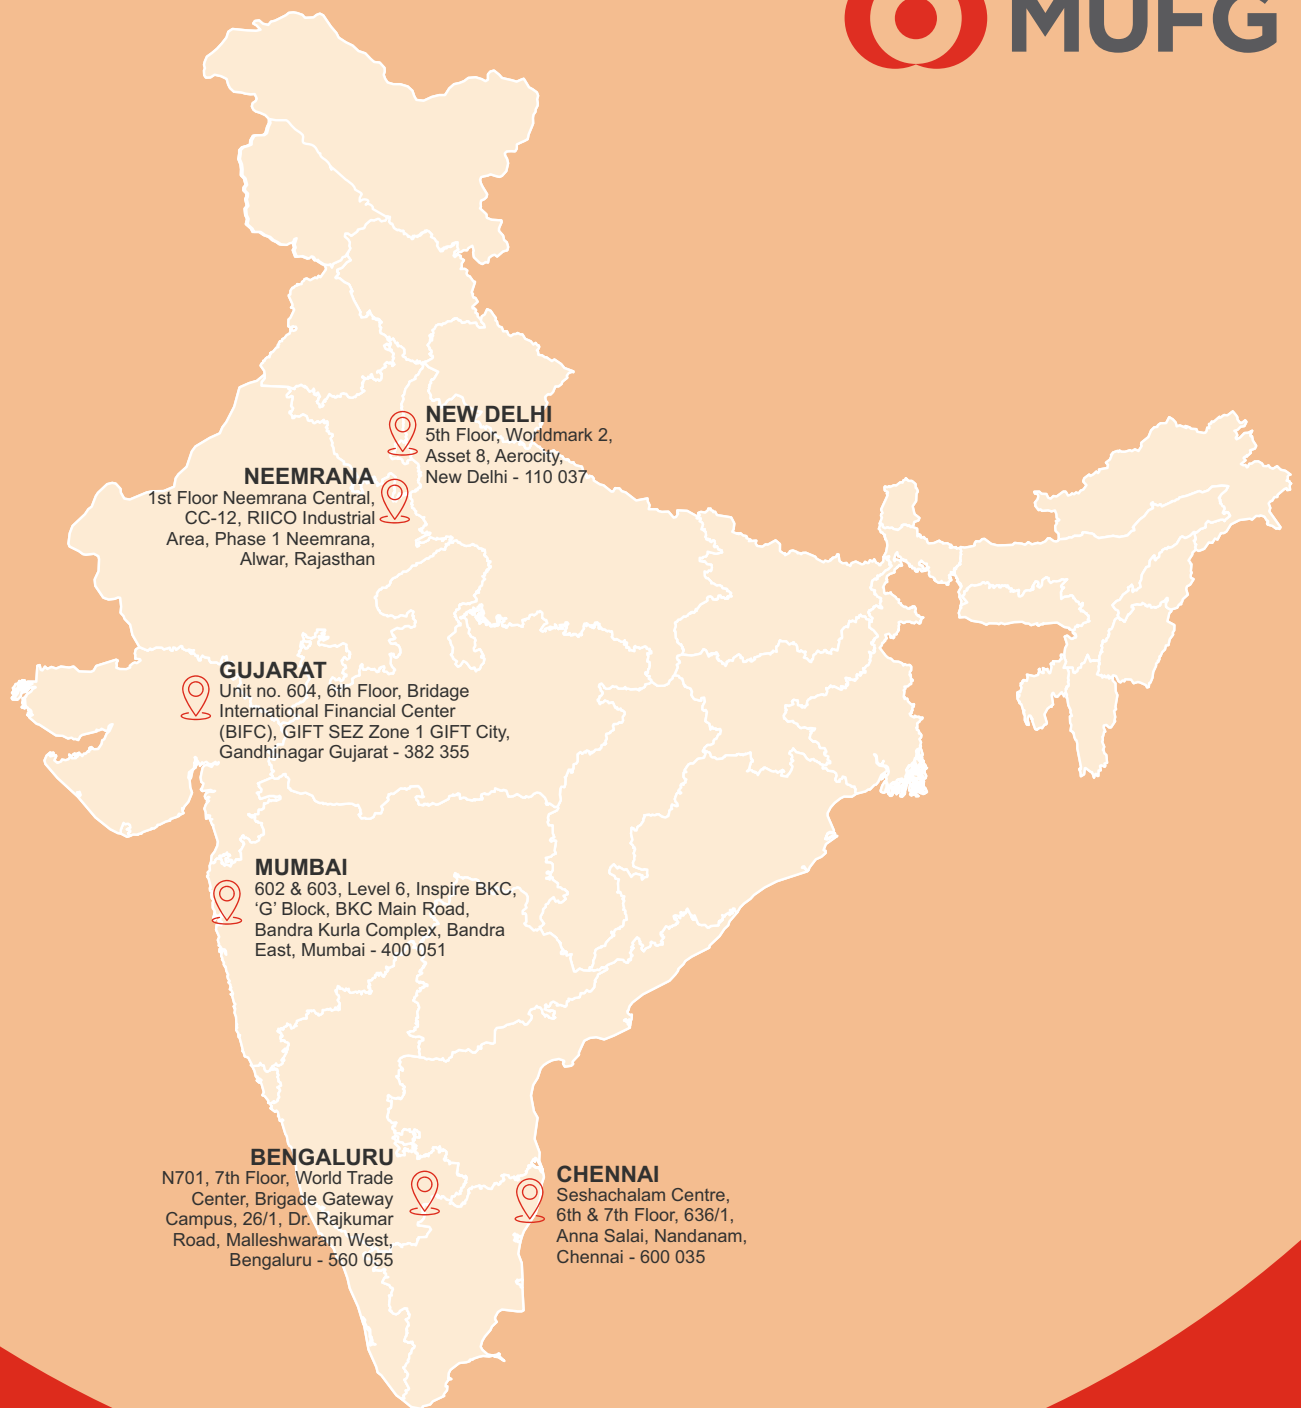 MUFG
NEW DELHI
5th Floor, Worldmark 2,
Asset 8, Aerocity,
New Delhi - 110 037
NEEMRANA
1st Floor Neemrana Central,
CC-12, RIICO Industrial
Area, Phase 1 Neemrana,
Alwar, Rajasthan
GUJARAT
Unit no. 604, 6th Floor, Bridage
International Financial Center
(BIFC), GIFT SEZ Zone 1 GIFT City,
Gandhinagar Gujarat - 382 355
MUMBAI
602 & 603, Level 6, Inspire BKC,
‘G’ Block, BKC Main Road,
Bandra Kurla Complex, Bandra
East, Mumbai - 400 051
BENGALURU
N701, 7th Floor, World Trade
Center, Brigade Gateway
Campus, 26/1, Dr. Rajkumar
Road, Malleshwaram West,
Bengaluru - 560 055
CHENNAI
Seshachalam Centre,
6th & 7th Floor, 636/1,
Anna Salai, Nandanam,
Chennai - 600 035